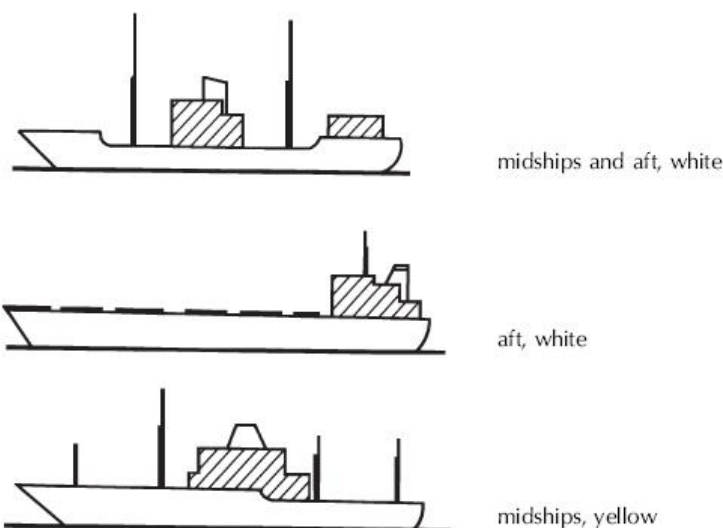 midships and aft, white
aft, white
midships, yellow